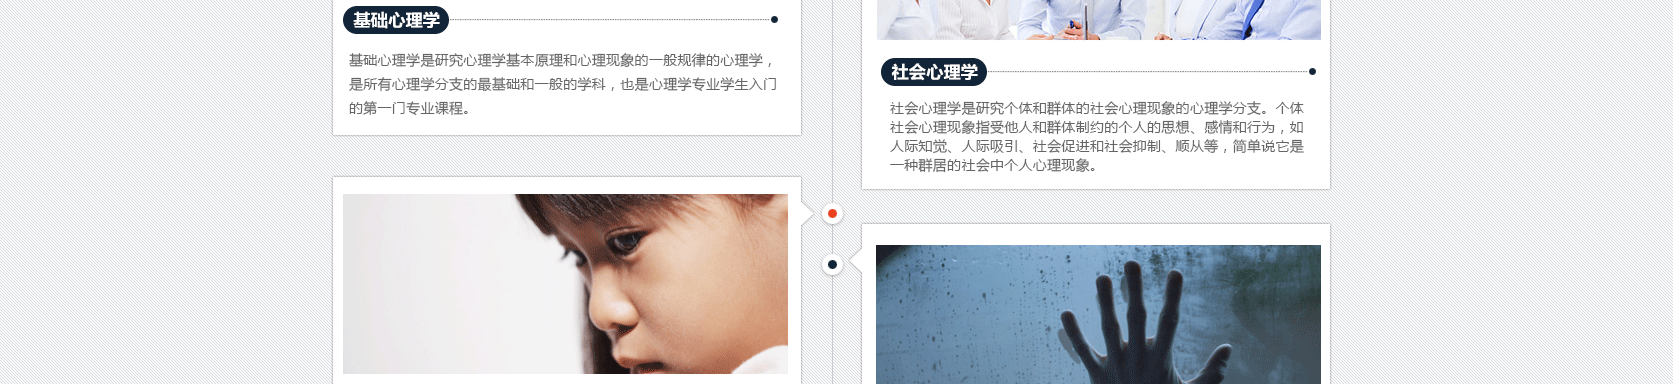 基础心理学
基础心理学是研究心理学基本原理和心理现象的一般规律的心理学，
是所有心理学分支的最基础和一般的学科，也是心理学专业学生入门
的第一门专业课程。
社会心理学
社会心理学是研究个体和群体的社会心理现象的心理学分支。个体
社会心理现象指受他人和群体制约的个人的思想、感情和行为，如
人际知觉、人际吸引、社会促进和社会抑制、顺从等，简单说它是
一种群居的社会中个人心理现象。